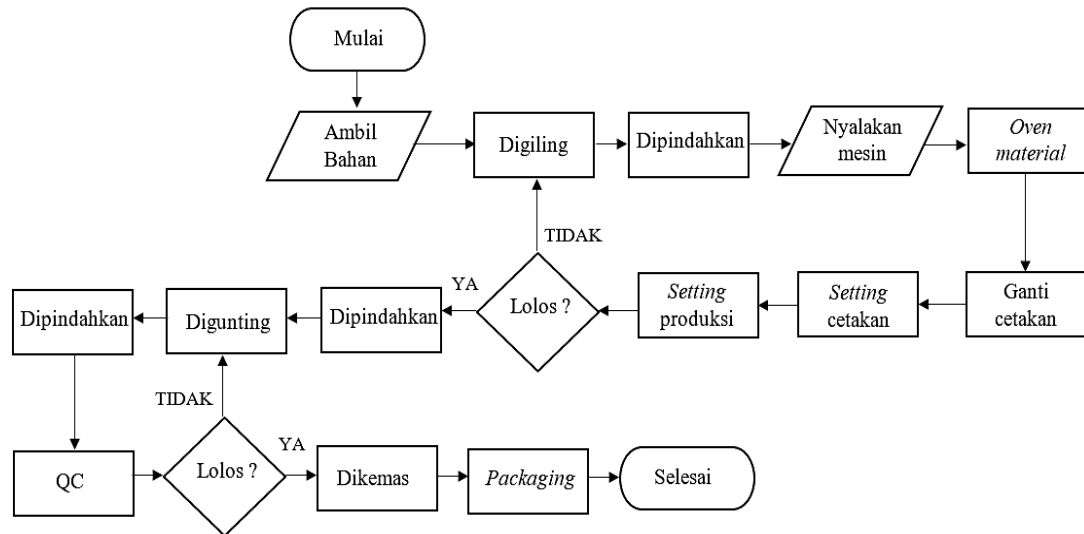 Mulai
Ambil
Bahan
Digiling
Dipindahkan
Nyalakan
mesin
Oven
material
Ganti
cetakan
Setting
cetakan
Setting
produksi
Lolos ?
TIDAK
YA
Dipindahkan
Digunting
Dipindahkan
QC
Lolos ?
TIDAK
YA
Dikemas
Packaging
Selesai